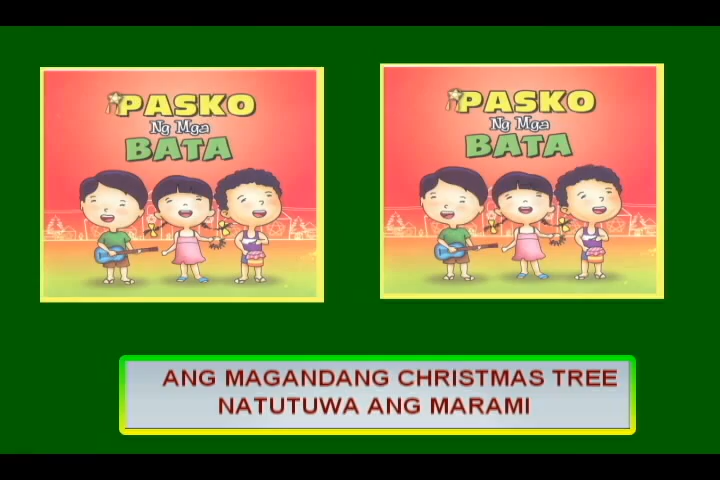 PASKO
Ng Mga
BATA
PASKO
Ng Mga
BATA
ANG MAGANDANG CHRISTMAS TREE
NATUTUWA ANG MARAMI